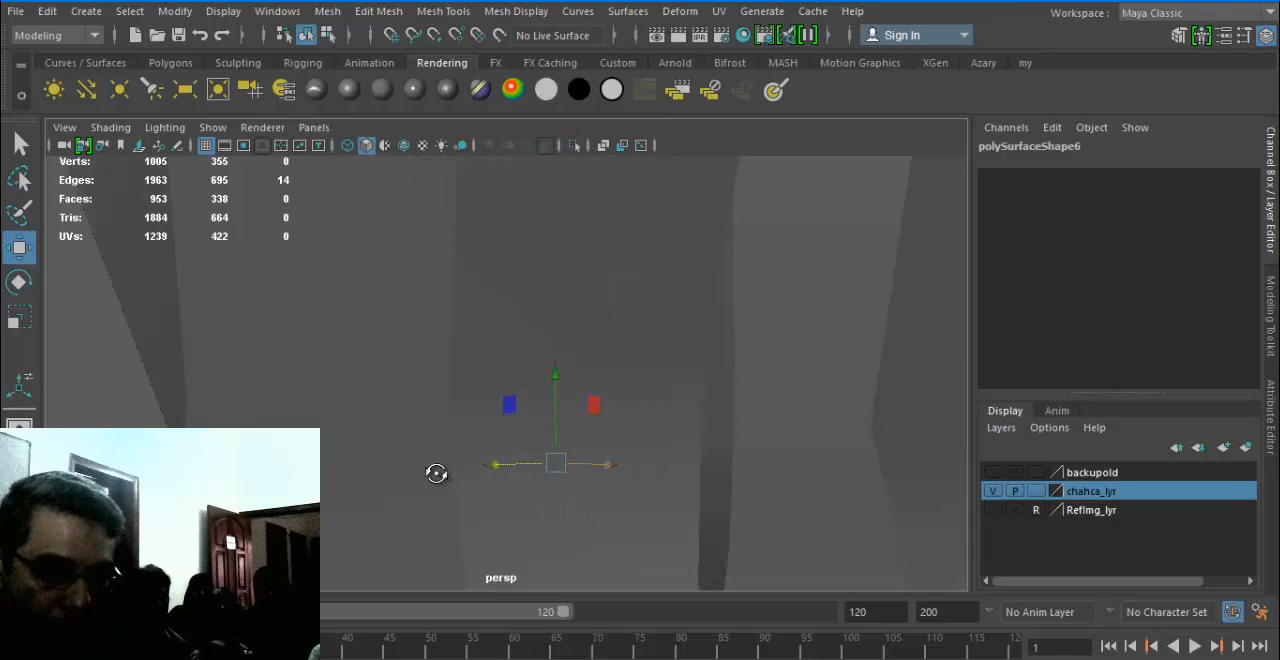 File Edit Create Select Modify Display Windows Mesh Edit Mesh Mesh Tools Mesh Display Curves Surfaces Deform UV Generate Cache Help Workspace : Maya Classic
Modeling No Live Surface IPR Sign In
Curves / Surfaces Polygons Sculpting Rigging Animation Rendering FX FX Caching Custom Arnold Bifrost MASH Motion Graphics XGen Azary my
View Shading Lighting Show Renderer Panels
Channels Edit Object Show
polySurfaceShape6
Verts: 1005 355 0
Edges: 1963 695 14
Faces: 953 338 0
Tris: 1884 664 0
UVs: 1239 422 0
Channel Box / Layer Editor
Modeling Toolkit
Attribute Editor
Display Anim
Layers Options Help
backupold
V P chahca_lyr
R RefImg_lyr
persp
120 120 200 No Anim Layer No Character Set
40 45 50 55 60 65 70 75 80 85 90 95 100 105 110 115 12 1